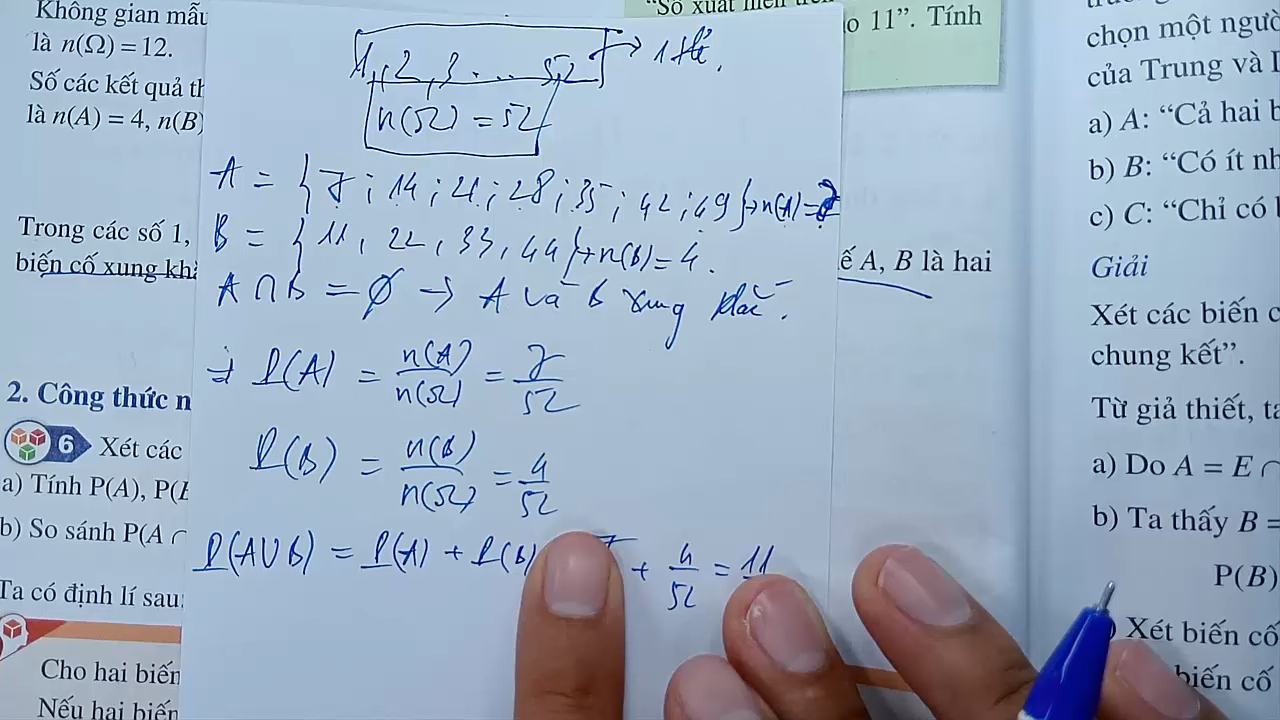 Không gian mẫu
là n(Ω) = 12.
Số các kết quả th
là n(A) = 4, n(B)
Trong các số 1,
biến cố xung khắ
2. Công thức n
6 Xét các
a) Tính P(A), P(B
b) So sánh P(A ∩
Ta có định lí sau:
Cho hai biến
Nếu hai biến
1, 2, 3 ... 52 → 1 thẻ.
n(Ω) = 52
A = { 7 ; 14 ; 21 ; 28 ; 35 ; 42 ; 49 } → n(A) = 7
B = { 11, 22, 33, 44 } → n(B) = 4.
A ∩ B = ∅ → A và B xung khắc.
⇒ P(A) = n(A)/n(Ω) = 7/52
P(B) = n(B)/n(Ω) = 4/52
P(A∪B) = P(A) + P(B) + 4/52 = 11
"Số xuất hiện trên
o 11". Tính
ế A, B là hai
chọn một người
của Trung và
a) A: "Cả hai b
b) B: "Có ít nh
c) C: "Chỉ có
Giải
Xét các biến c
chung kết".
Từ giả thiết, ta
a) Do A = E ∩
b) Ta thấy B =
P(B)
Xét biến cố
biến cố